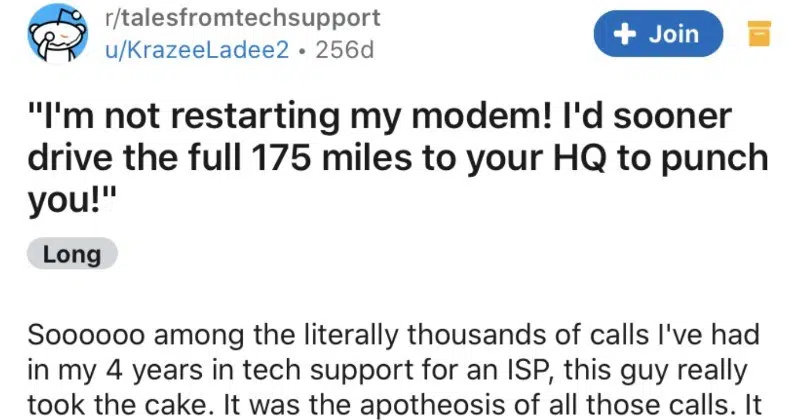 r/talesfromtechsupport
u/KrazeeLadee2 • 256d
+ Join
"I'm not restarting my modem! I'd sooner
drive the full 175 miles to your HQ to punch
you!"
Long
Soooooo among the literally thousands of calls I've had
in my 4 years in tech support for an ISP, this guy really
took the cake. It was the apotheosis of all those calls. It